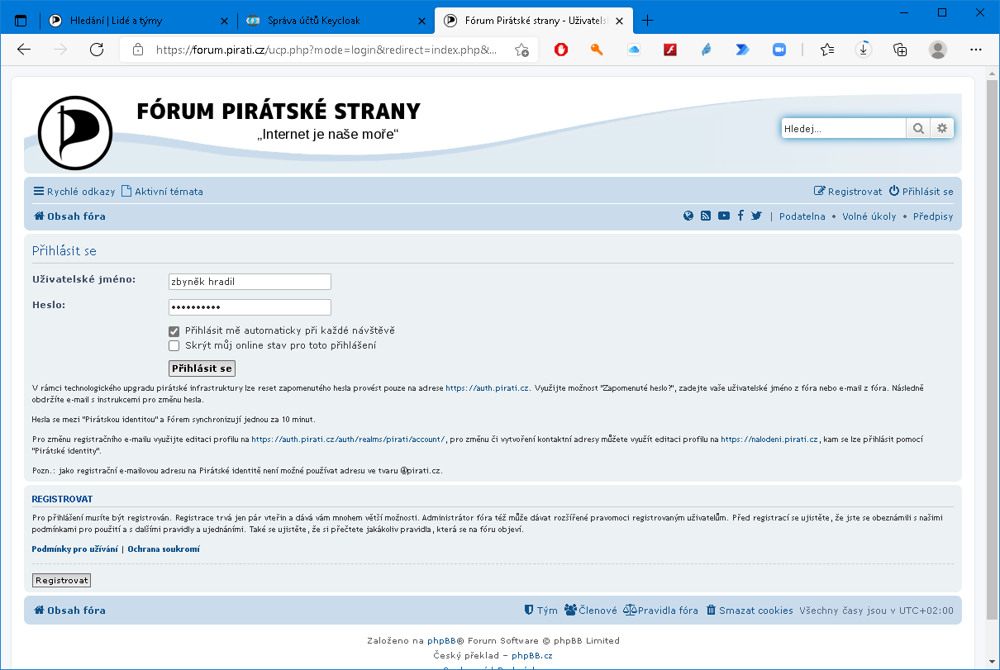 Hledání | Lidé a týmy
Správa účtů Keycloak
Fórum Pirátské strany - Uživatels
https://forum.pirati.cz/ucp.php?mode=login&redirect=index.php&...
FÓRUM PIRÁTSKÉ STRANY
„Internet je naše moře“
Hledej...
Rychlé odkazy Aktivní témata
Registrovat Přihlásit se
Obsah fóra
| Podatelna • Volné úkoly • Předpisy
Přihlásit se
Uživatelské jméno: zbyněk hradil
Heslo: ••••••••••
Přihlásit mě automaticky při každé návštěvě
Skrýt můj online stav pro toto přihlášení
Přihlásit se
V rámci technologického upgradu pirátské infrastruktury lze reset zapomenutého hesla provést pouze na adrese https://auth.pirati.cz. Využijte možnost "Zapomenuté heslo?", zadejte vaše uživatelské jméno z fóra nebo e-mail z fóra. Následně
obdržíte e-mail s instrukcemi pro změnu hesla.
Hesla se mezi "Pirátskou identitou" a Fórem synchronizují jednou za 10 minut.
Pro změnu registračního e-mailu využijte editaci profilu na https://auth.pirati.cz/auth/realms/pirati/account/, pro změnu či vytvoření kontaktní adresy můžete využít editaci profilu na https://nalodeni.pirati.cz, kam se lze přihlásit pomocí
"Pirátské identity".
Pozn.: jako registrační e-mailovou adresu na Pirátské identitě není možné používat adresu ve tvaru @pirati.cz.
REGISTROVAT
Pro přihlášení musíte být registrován. Registrace trvá jen pár vteřin a dává vám mnohem větší možnosti. Administrátor fóra též může dávat rozšířené pravomoci registrovaným uživatelům. Před registrací se ujistěte, že jste se obeznámili s našimi
podmínkami pro použití a s dalšími pravidly a ujednáními. Také se ujistěte, že si přečtete jakákoliv pravidla, která se na fóru objeví.
Podmínky pro užívání | Ochrana soukromí
Registrovat
Obsah fóra
Tým Členové Pravidla fóra Smazat cookies Všechny časy jsou v UTC+02:00
Založeno na phpBB® Forum Software © phpBB Limited
Český překlad – phpBB.cz